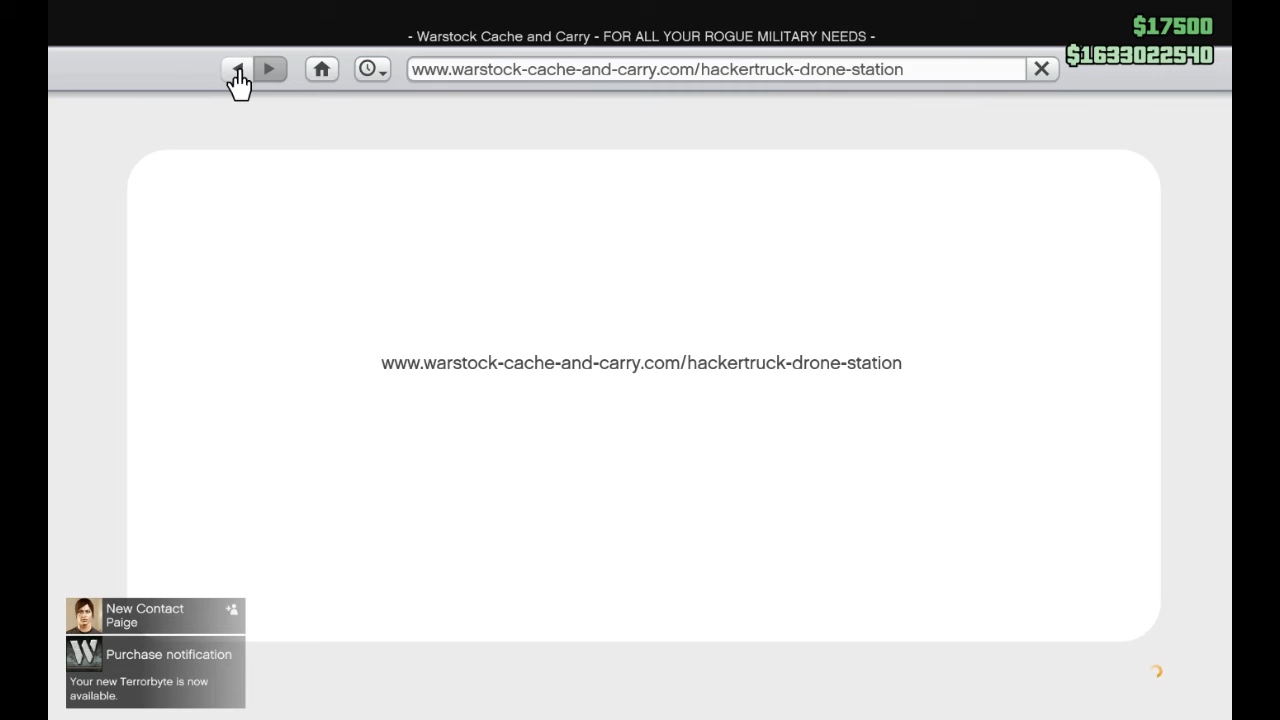 $17500
- Warstock Cache and Carry - FOR ALL YOUR ROGUE MILITARY NEEDS -
$1633022540
www.warstock-cache-and-carry.com/hackertruck-drone-station
www.warstock-cache-and-carry.com/hackertruck-drone-station
New Contact
Paige
W
Purchase notification
Your new Terrorbyte is now
available.